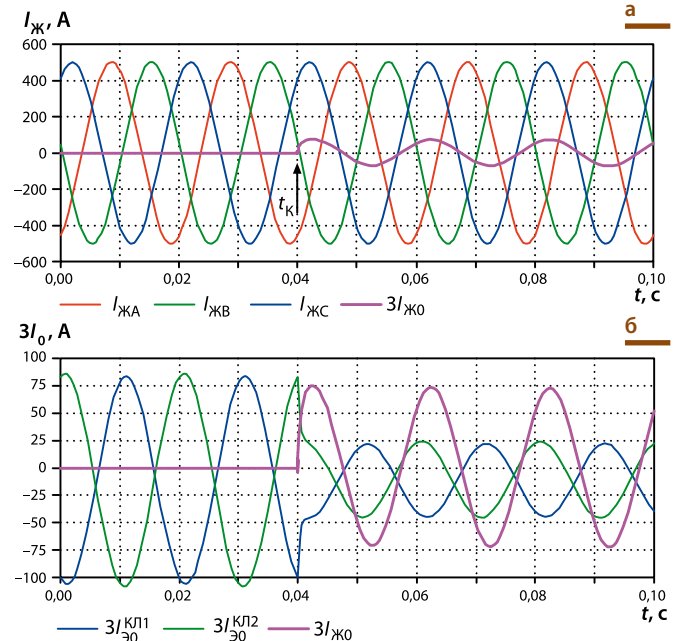 I_Ж, А
а
600
400
200
0
−200
−400
−600
t_К
0,00 0,02 0,04 0,06 0,08 0,10
t, с
I_ЖА I_ЖВ I_ЖС 3I_Ж0
3I_0, А
б
100
75
50
25
0
−25
−50
−75
−100
0,00 0,02 0,04 0,06 0,08 0,10
t, с
3I_Э0^КЛ1 3I_Э0^КЛ2 3I_Ж0